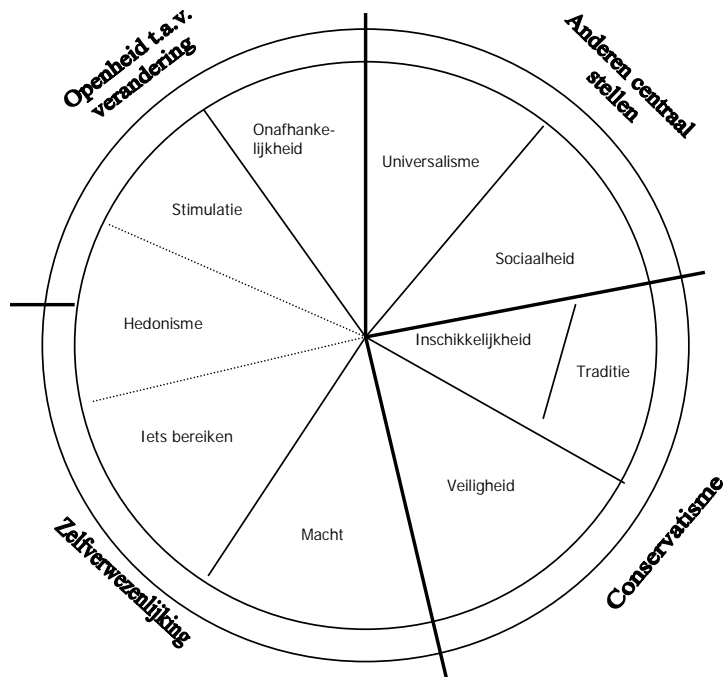 Openheid t.a.v.
verandering
Anderen centraal
stellen
Onafhanke-
lijkheid
Universalisme
Stimulatie
Sociaalheid
Hedonisme
Inschikkelijkheid
Traditie
Iets bereiken
Veiligheid
Macht
Zelfverwezenlijking
Conservatisme